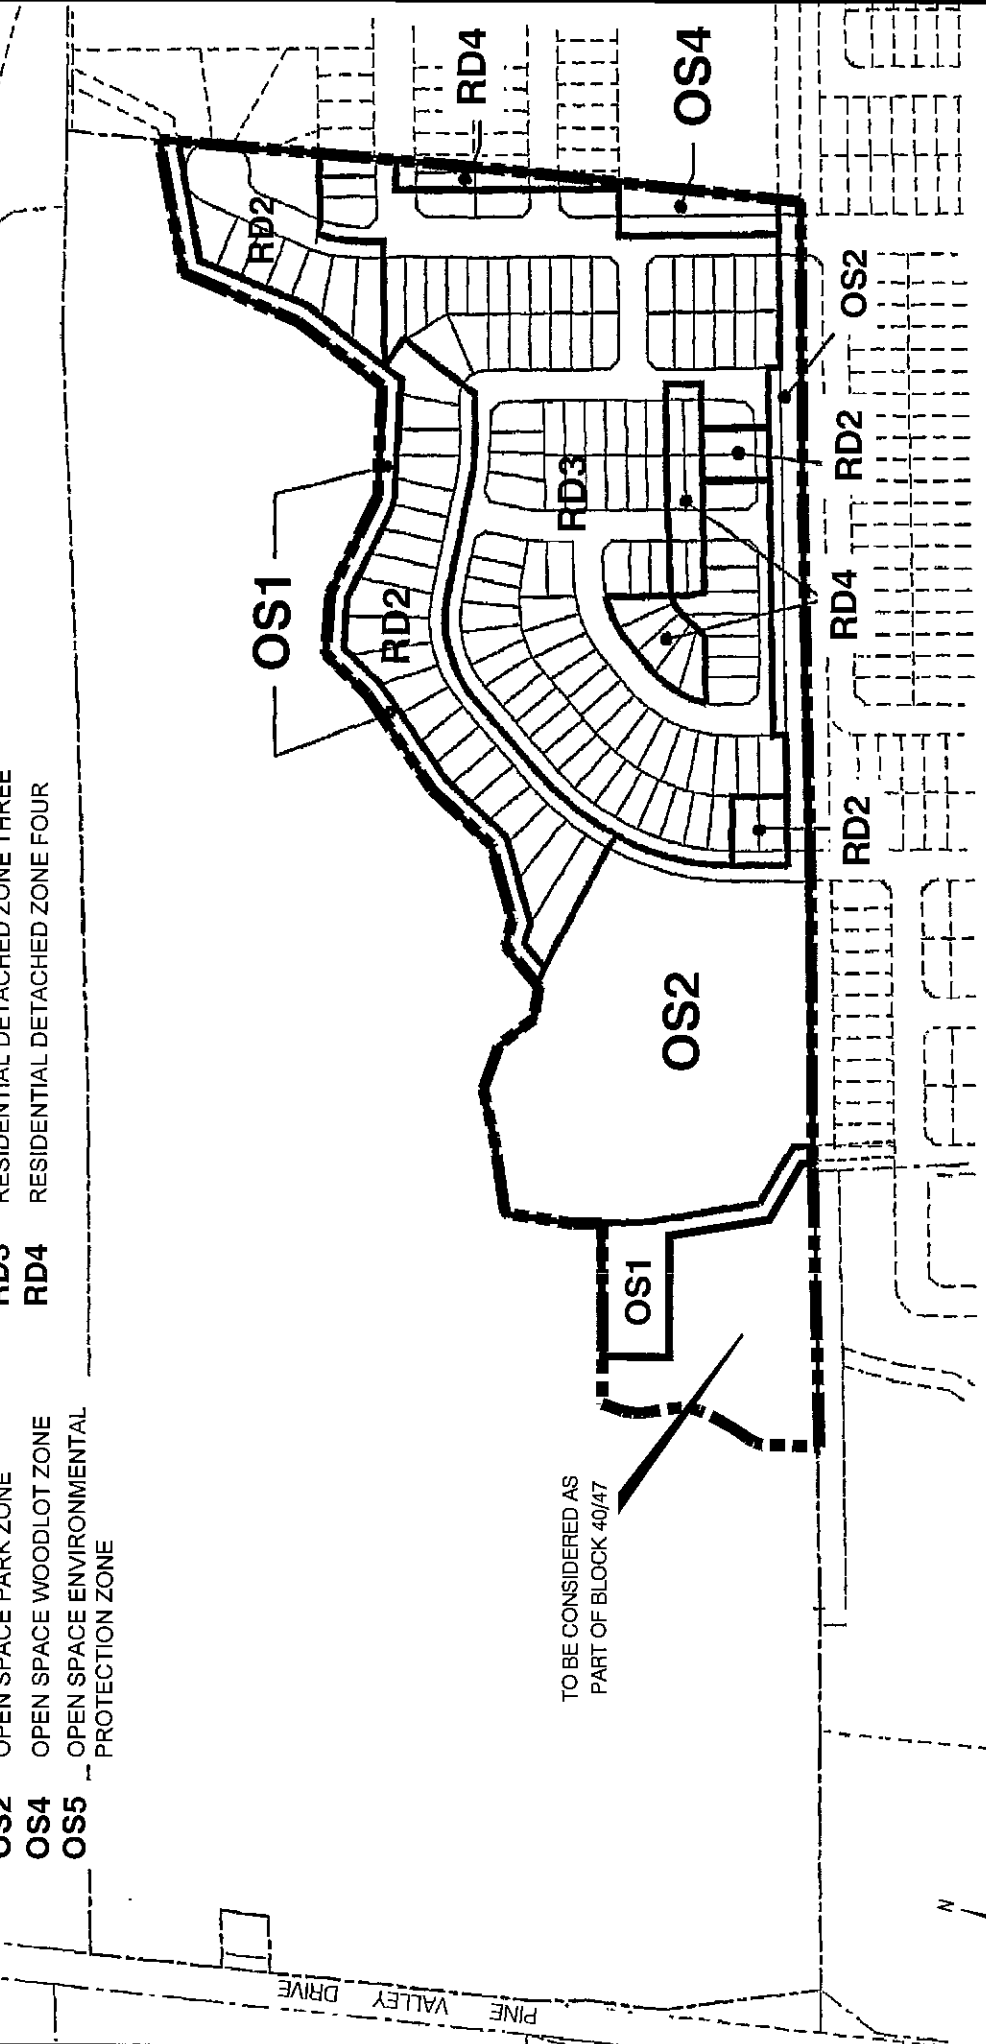 OS2 OPEN SPACE PARK ZONE
OS4 OPEN SPACE WOODLOT ZONE
OS5 OPEN SPACE ENVIRONMENTAL
PROTECTION ZONE
RD3 RESIDENTIAL DETACHED ZONE THREE
RD4 RESIDENTIAL DETACHED ZONE FOUR
OS1
RD2
RD2
RD4
OS4
RD3
OS2
RD2
RD4
RD2
OS2
OS1
TO BE CONSIDERED AS
PART OF BLOCK 40/47
PINE VALLEY DRIVE
N